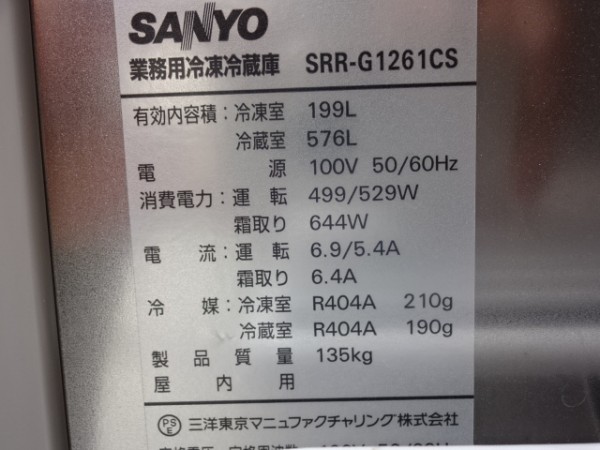 SANYO
業務用冷凍冷蔵庫 SRR-G1261CS
有効内容積：冷凍室 199L
冷蔵室 576L
電源 100V 50/60Hz
消費電力：運転 499/529W
霜取り 644W
電流：運転 6.9/5.4A
霜取り 6.4A
冷媒：冷凍室 R404A 210g
冷蔵室 R404A 190g
製品質量 135kg
屋内用
PSE 三洋東京マニュファクチャリング株式会社